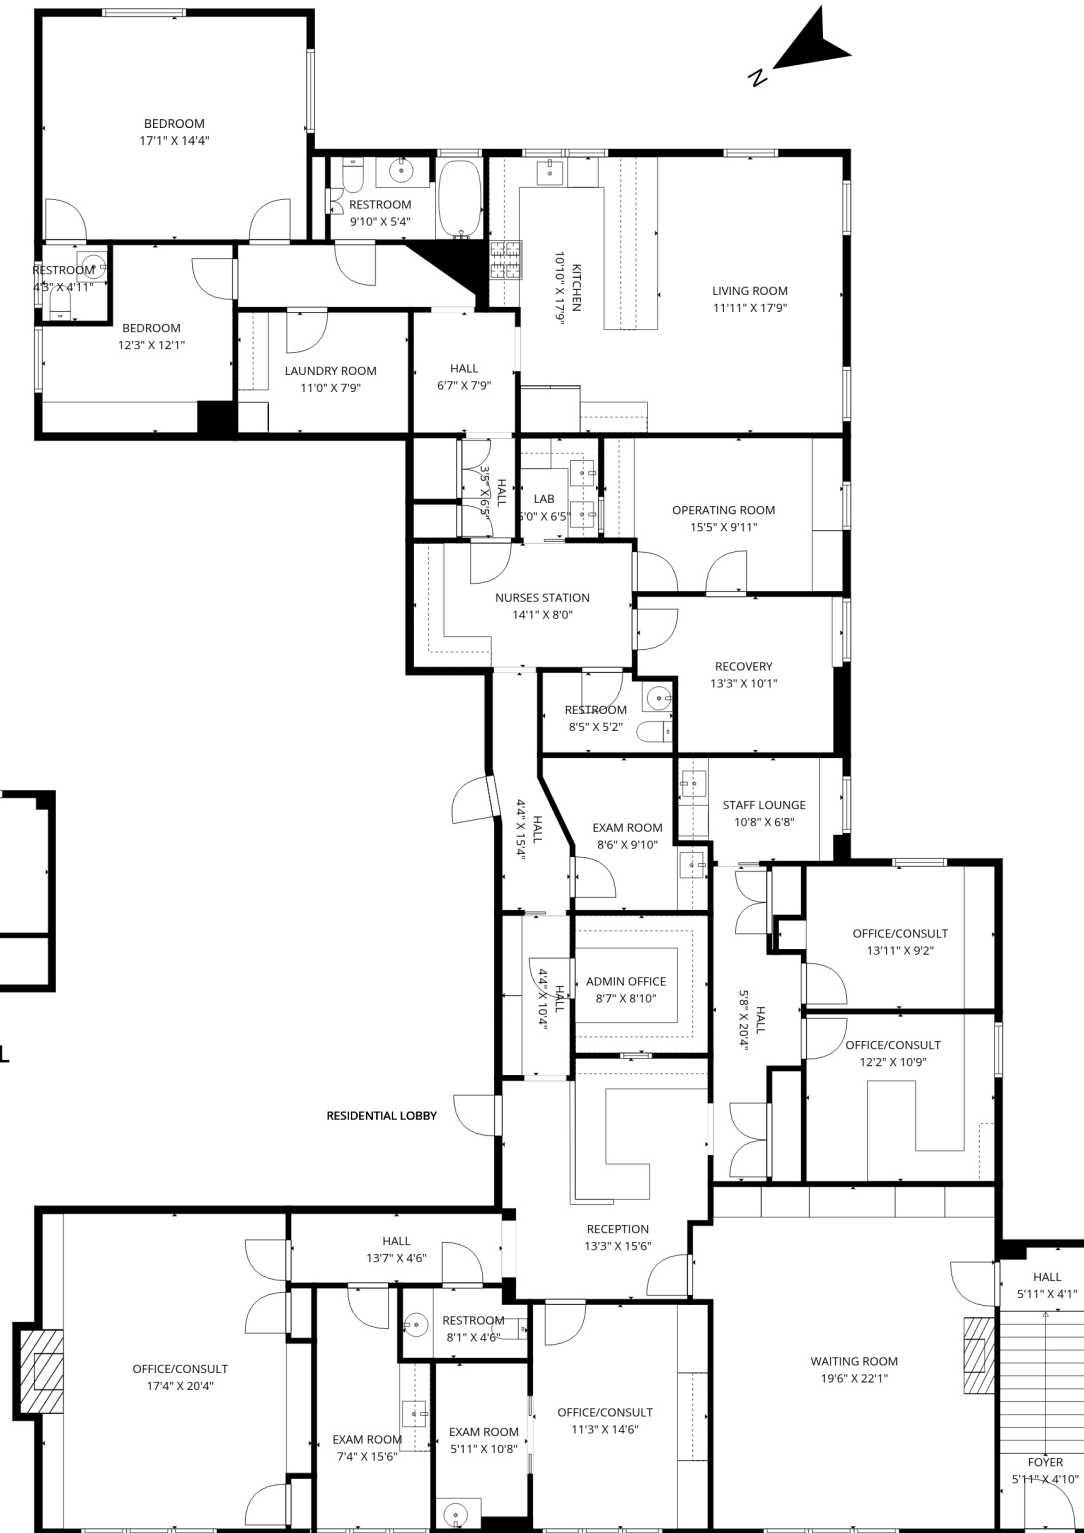 N
BEDROOM
17'1" X 14'4"
RESTROOM
9'10" X 5'4"
RESTROOM
4'3" X 4'11"
BEDROOM
12'3" X 12'1"
KITCHEN
10'10" X 17'9"
LIVING ROOM
11'11" X 17'9"
LAUNDRY ROOM
11'0" X 7'9"
HALL
6'7" X 7'9"
HALL
3'5" X 6'5"
LAB
5'0" X 6'5"
OPERATING ROOM
15'5" X 9'11"
NURSES STATION
14'1" X 8'0"
RECOVERY
13'3" X 10'1"
RESTROOM
8'5" X 5'2"
HALL
4'4" X 15'4"
EXAM ROOM
8'6" X 9'10"
STAFF LOUNGE
10'8" X 6'8"
OFFICE/CONSULT
13'11" X 9'2"
HALL
4'4" X 10'4"
ADMIN OFFICE
8'7" X 8'10"
HALL
5'8" X 20'4"
OFFICE/CONSULT
12'2" X 10'9"
L
RESIDENTIAL LOBBY
RECEPTION
13'3" X 15'6"
HALL
13'7" X 4'6"
HALL
5'11" X 4'1"
RESTROOM
8'1" X 4'6"
OFFICE/CONSULT
17'4" X 20'4"
WAITING ROOM
19'6" X 22'1"
OFFICE/CONSULT
11'3" X 14'6"
EXAM ROOM
7'4" X 15'6"
EXAM ROOM
5'11" X 10'8"
FOYER
5'11" X 4'10"